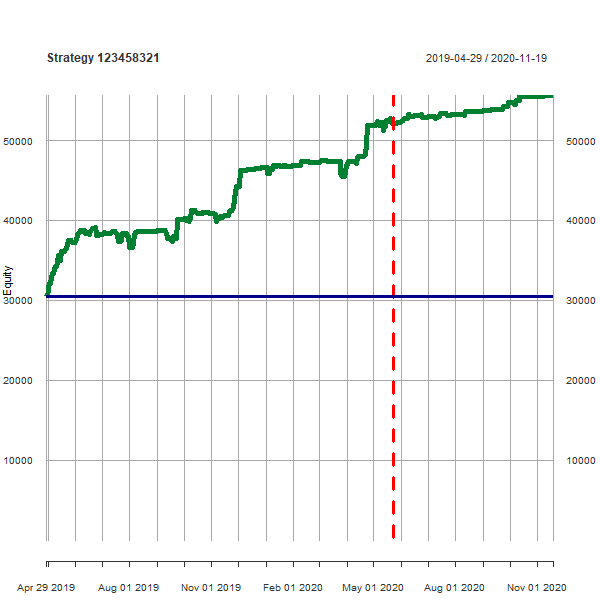 Strategy 123458321
2019-04-29 / 2020-11-19
50000
50000
40000
40000
Equity
30000
30000
20000
20000
10000
10000
Apr 29 2019
Aug 01 2019
Nov 01 2019
Feb 01 2020
May 01 2020
Aug 01 2020
Nov 01 2020